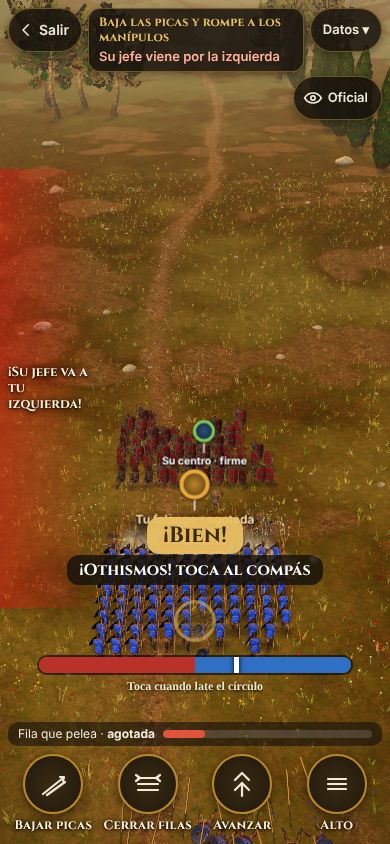 Salir
Baja las picas y rompe a los
manípulos
Su jefe viene por la izquierda
Datos ▾
Oficial
¡Su jefe va a
tu
izquierda!
Su centro · firme
¡Bien!
¡Othismos! toca al compás
Toca cuando late el círculo
Fila que pelea · agotada
Bajar picas
Cerrar filas
Avanzar
Alto